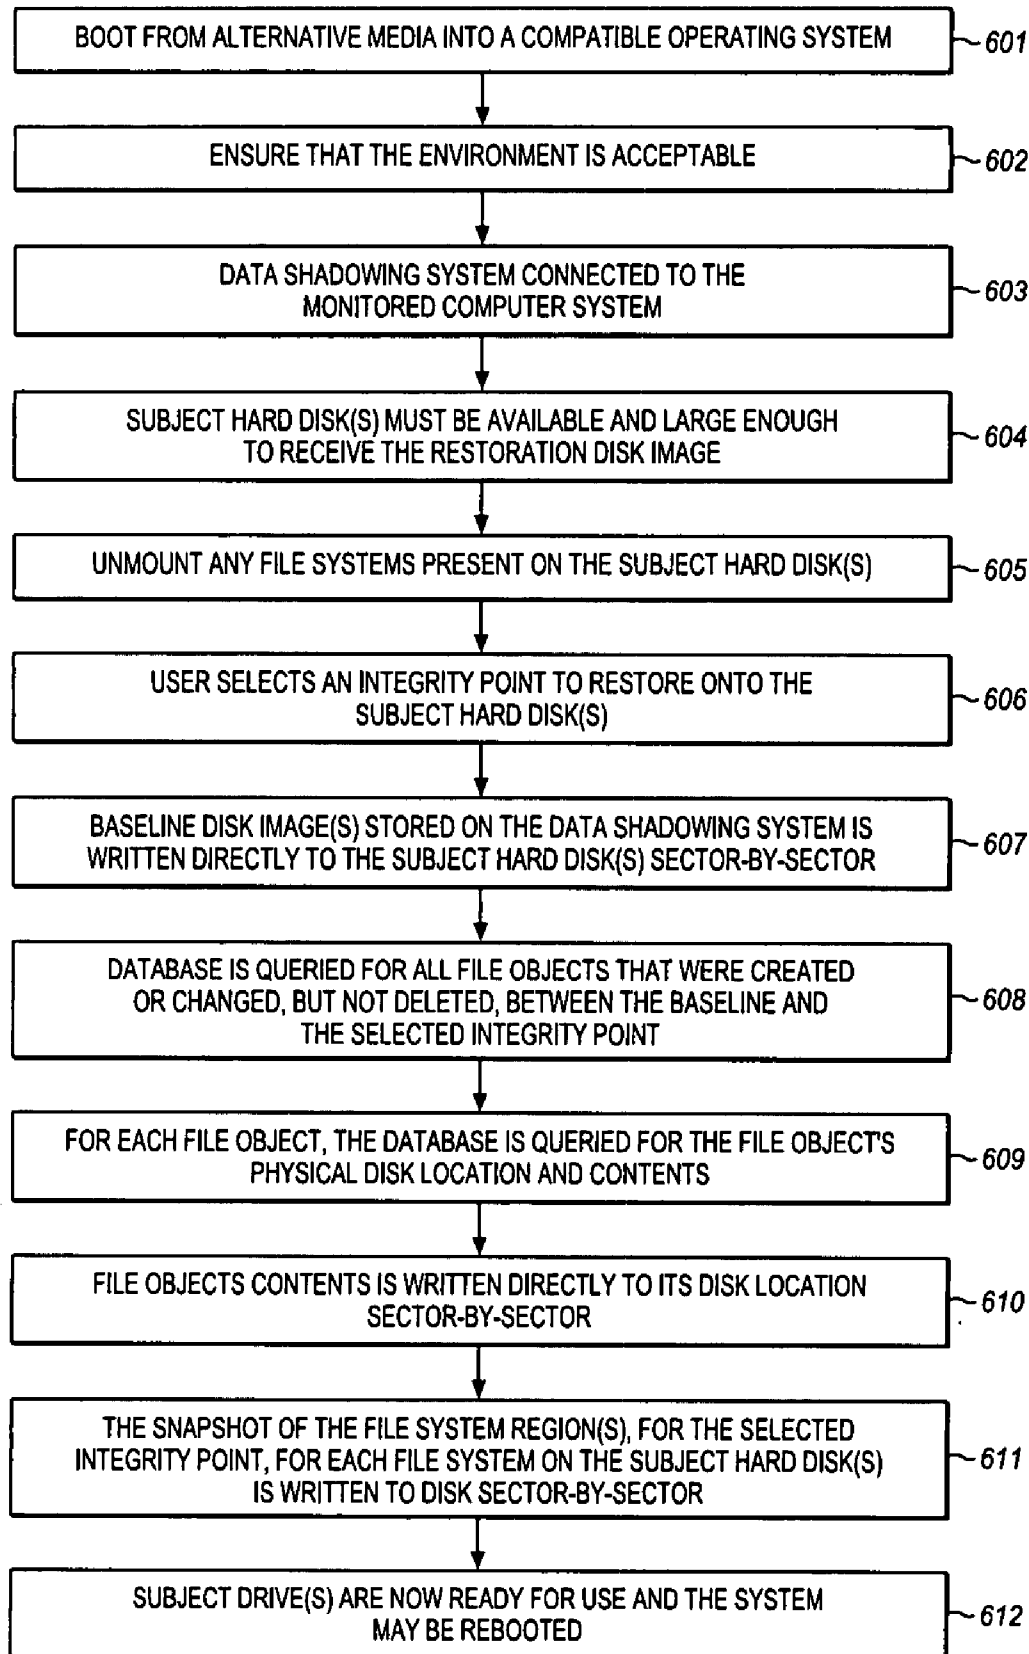 BOOT FROM ALTERNATIVE MEDIA INTO A COMPATIBLE OPERATING SYSTEM
601
ENSURE THAT THE ENVIRONMENT IS ACCEPTABLE
602
DATA SHADOWING SYSTEM CONNECTED TO THE
MONITORED COMPUTER SYSTEM
603
SUBJECT HARD DISK(S) MUST BE AVAILABLE AND LARGE ENOUGH
TO RECEIVE THE RESTORATION DISK IMAGE
604
UNMOUNT ANY FILE SYSTEMS PRESENT ON THE SUBJECT HARD DISK(S)
605
USER SELECTS AN INTEGRITY POINT TO RESTORE ONTO THE
SUBJECT HARD DISK(S)
606
BASELINE DISK IMAGE(S) STORED ON THE DATA SHADOWING SYSTEM IS
WRITTEN DIRECTLY TO THE SUBJECT HARD DISK(S) SECTOR-BY-SECTOR
607
DATABASE IS QUERIED FOR ALL FILE OBJECTS THAT WERE CREATED
OR CHANGED, BUT NOT DELETED, BETWEEN THE BASELINE AND
THE SELECTED INTEGRITY POINT
608
FOR EACH FILE OBJECT, THE DATABASE IS QUERIED FOR THE FILE OBJECT'S
PHYSICAL DISK LOCATION AND CONTENTS
609
FILE OBJECTS CONTENTS IS WRITTEN DIRECTLY TO ITS DISK LOCATION
SECTOR-BY-SECTOR
610
THE SNAPSHOT OF THE FILE SYSTEM REGION(S), FOR THE SELECTED
INTEGRITY POINT, FOR EACH FILE SYSTEM ON THE SUBJECT HARD DISK(S)
IS WRITTEN TO DISK SECTOR-BY-SECTOR
611
SUBJECT DRIVE(S) ARE NOW READY FOR USE AND THE SYSTEM
MAY BE REBOOTED
612